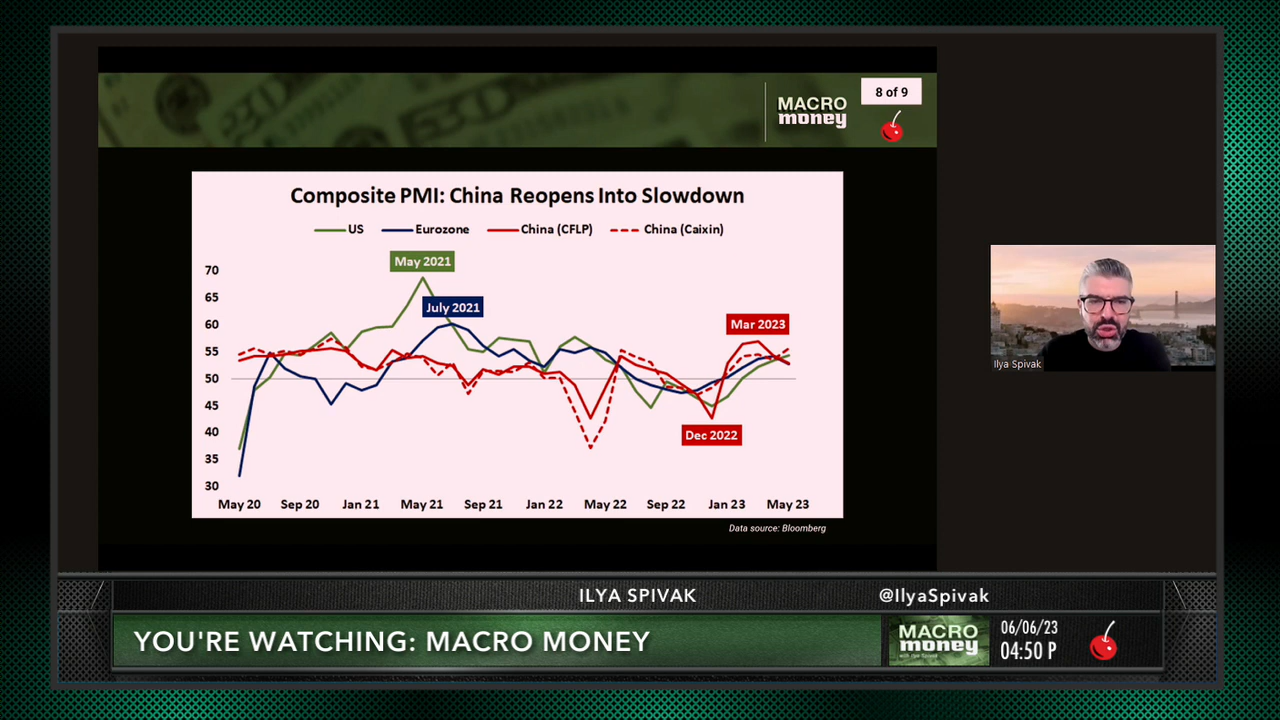 MACRO
money
8 of 9
Composite PMI: China Reopens Into Slowdown
US Eurozone China (CFLP) China (Caixin)
May 2021
July 2021
Mar 2023
Dec 2022
70
65
60
55
50
45
40
35
30
May 20 Sep 20 Jan 21 May 21 Sep 21 Jan 22 May 22 Sep 22 Jan 23 May 23
Data source: Bloomberg
Ilya Spivak
ILYA SPIVAK @IlyaSpivak
YOU'RE WATCHING: MACRO MONEY
MACRO
money
with Ilya Spivak
06/06/23
04:50 P